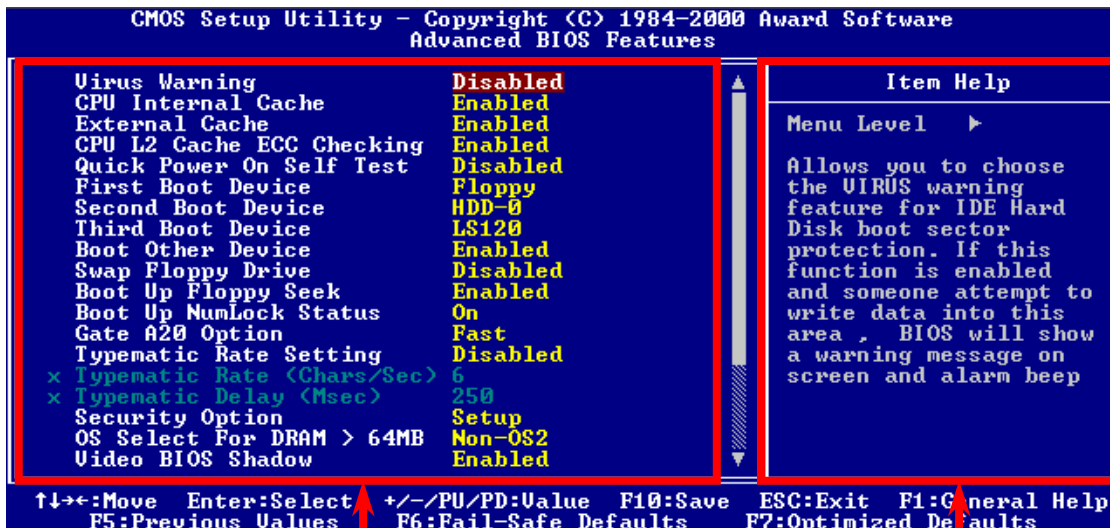 CMOS Setup Utility – Copyright (C) 1984-2000 Award Software
Advanced BIOS Features
Virus Warning Disabled
CPU Internal Cache Enabled
External Cache Enabled
CPU L2 Cache ECC Checking Enabled
Quick Power On Self Test Disabled
First Boot Device Floppy
Second Boot Device HDD-0
Third Boot Device LS120
Boot Other Device Enabled
Swap Floppy Drive Disabled
Boot Up Floppy Seek Enabled
Boot Up NumLock Status On
Gate A20 Option Fast
Typematic Rate Setting Disabled
x Typematic Rate (Chars/Sec) 6
x Typematic Delay (Msec) 250
Security Option Setup
OS Select For DRAM > 64MB Non-OS2
Video BIOS Shadow Enabled
Item Help
Menu Level ►
Allows you to choose
the VIRUS warning
feature for IDE Hard
Disk boot sector
protection. If this
function is enabled
and someone attempt to
write data into this
area , BIOS will show
a warning message on
screen and alarm beep
↑↓→←:Move Enter:Select +/-/PU/PD:Value F10:Save ESC:Exit F1:General Help
F5:Previous Values F6:Fail-Safe Defaults F7:Optimized Defaults